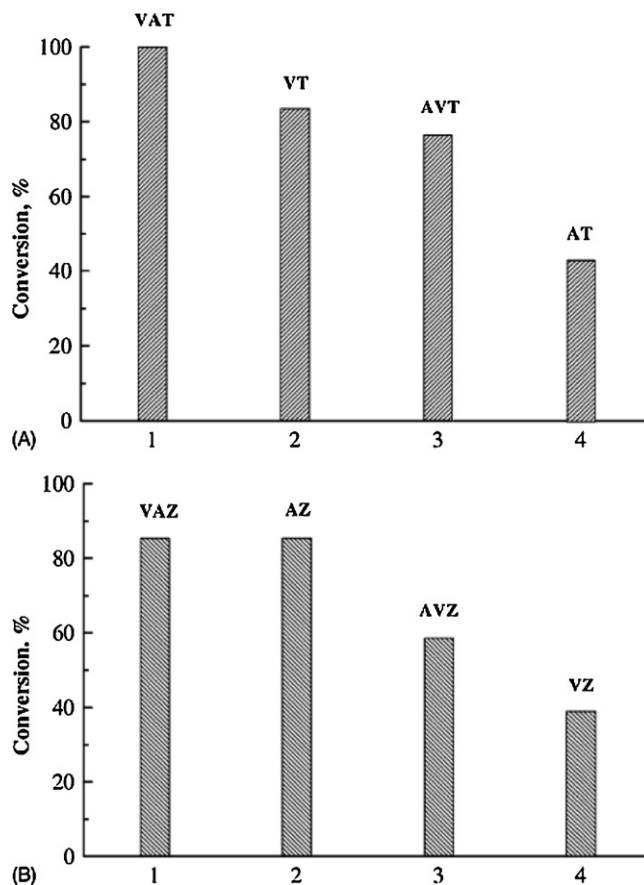 VAT
100
VT
80
AVT
60
AT
40
20
0
Conversion, %
(A)
1 2 3 4
100
VAZ AZ
80
AVZ
60
VZ
40
20
0
Conversion. %
(B)
1 2 3 4